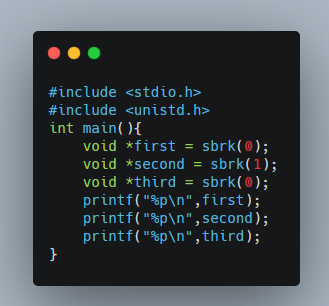 #include <stdio.h>
#include <unistd.h>
int main(){
    void *first = sbrk(0);
    void *second = sbrk(1);
    void *third = sbrk(0);
    printf("%p\n",first);
    printf("%p\n",second);
    printf("%p\n",third);
}